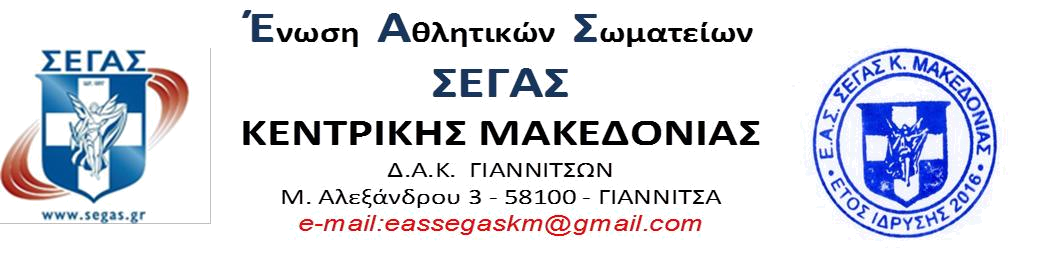 ΣΕΓΑΣ
www.segas.gr
Ένωση Αθλητικών Σωματείων
ΣΕΓΑΣ
ΚΕΝΤΡΙΚΗΣ ΜΑΚΕΔΟΝΙΑΣ
Δ.Α.Κ. ΓΙΑΝΝΙΤΣΩΝ
Μ. Αλεξάνδρου 3 - 58100 - ΓΙΑΝΝΙΤΣΑ
e-mail:eassegaskm@gmail.com
Ε.Α.Σ. ΣΕΓΑΣ Κ. ΜΑΚΕΔΟΝΙΑΣ
• ΕΤΟΣ ΙΔΡΥΣΗΣ 2016 •